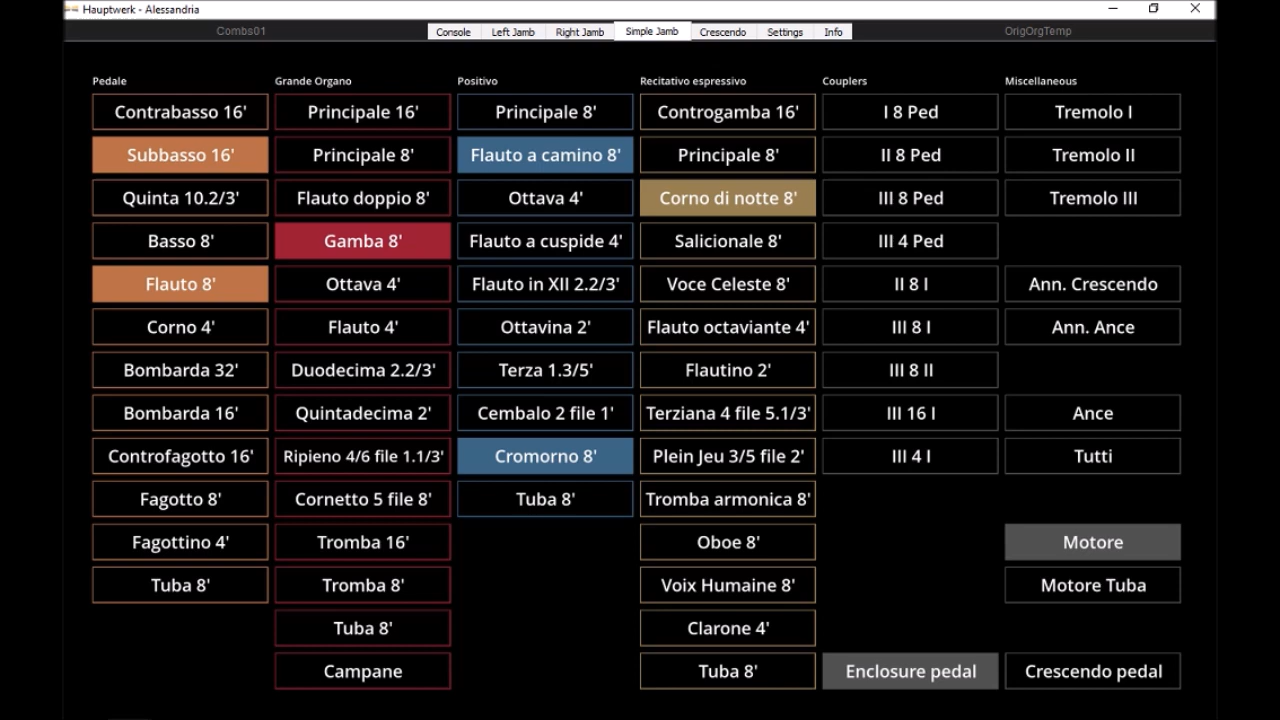 Hauptwerk - Alessandria
Combs01
Console Left Jamb Right Jamb Simple Jamb Crescendo Settings Info
OrigOrgTemp
Pedale
Contrabasso 16'
Subbasso 16'
Quinta 10.2/3'
Basso 8'
Flauto 8'
Corno 4'
Bombarda 32'
Bombarda 16'
Controfagotto 16'
Fagotto 8'
Fagottino 4'
Tuba 8'
Grande Organo
Principale 16'
Principale 8'
Flauto doppio 8'
Gamba 8'
Ottava 4'
Flauto 4'
Duodecima 2.2/3'
Quintadecima 2'
Ripieno 4/6 file 1.1/3'
Cornetto 5 file 8'
Tromba 16'
Tromba 8'
Tuba 8'
Campane
Positivo
Principale 8'
Flauto a camino 8'
Ottava 4'
Flauto a cuspide 4'
Flauto in XII 2.2/3'
Ottavina 2'
Terza 1.3/5'
Cembalo 2 file 1'
Cromorno 8'
Tuba 8'
Recitativo espressivo
Controgamba 16'
Principale 8'
Corno di notte 8'
Salicionale 8'
Voce Celeste 8'
Flauto octaviante 4'
Flautino 2'
Terziana 4 file 5.1/3'
Plein Jeu 3/5 file 2'
Tromba armonica 8'
Oboe 8'
Voix Humaine 8'
Clarone 4'
Tuba 8'
Couplers
I 8 Ped
II 8 Ped
III 8 Ped
III 4 Ped
II 8 I
III 8 I
III 8 II
III 16 I
III 4 I
Enclosure pedal
Miscellaneous
Tremolo I
Tremolo II
Tremolo III
Ann. Crescendo
Ann. Ance
Ance
Tutti
Motore
Motore Tuba
Crescendo pedal